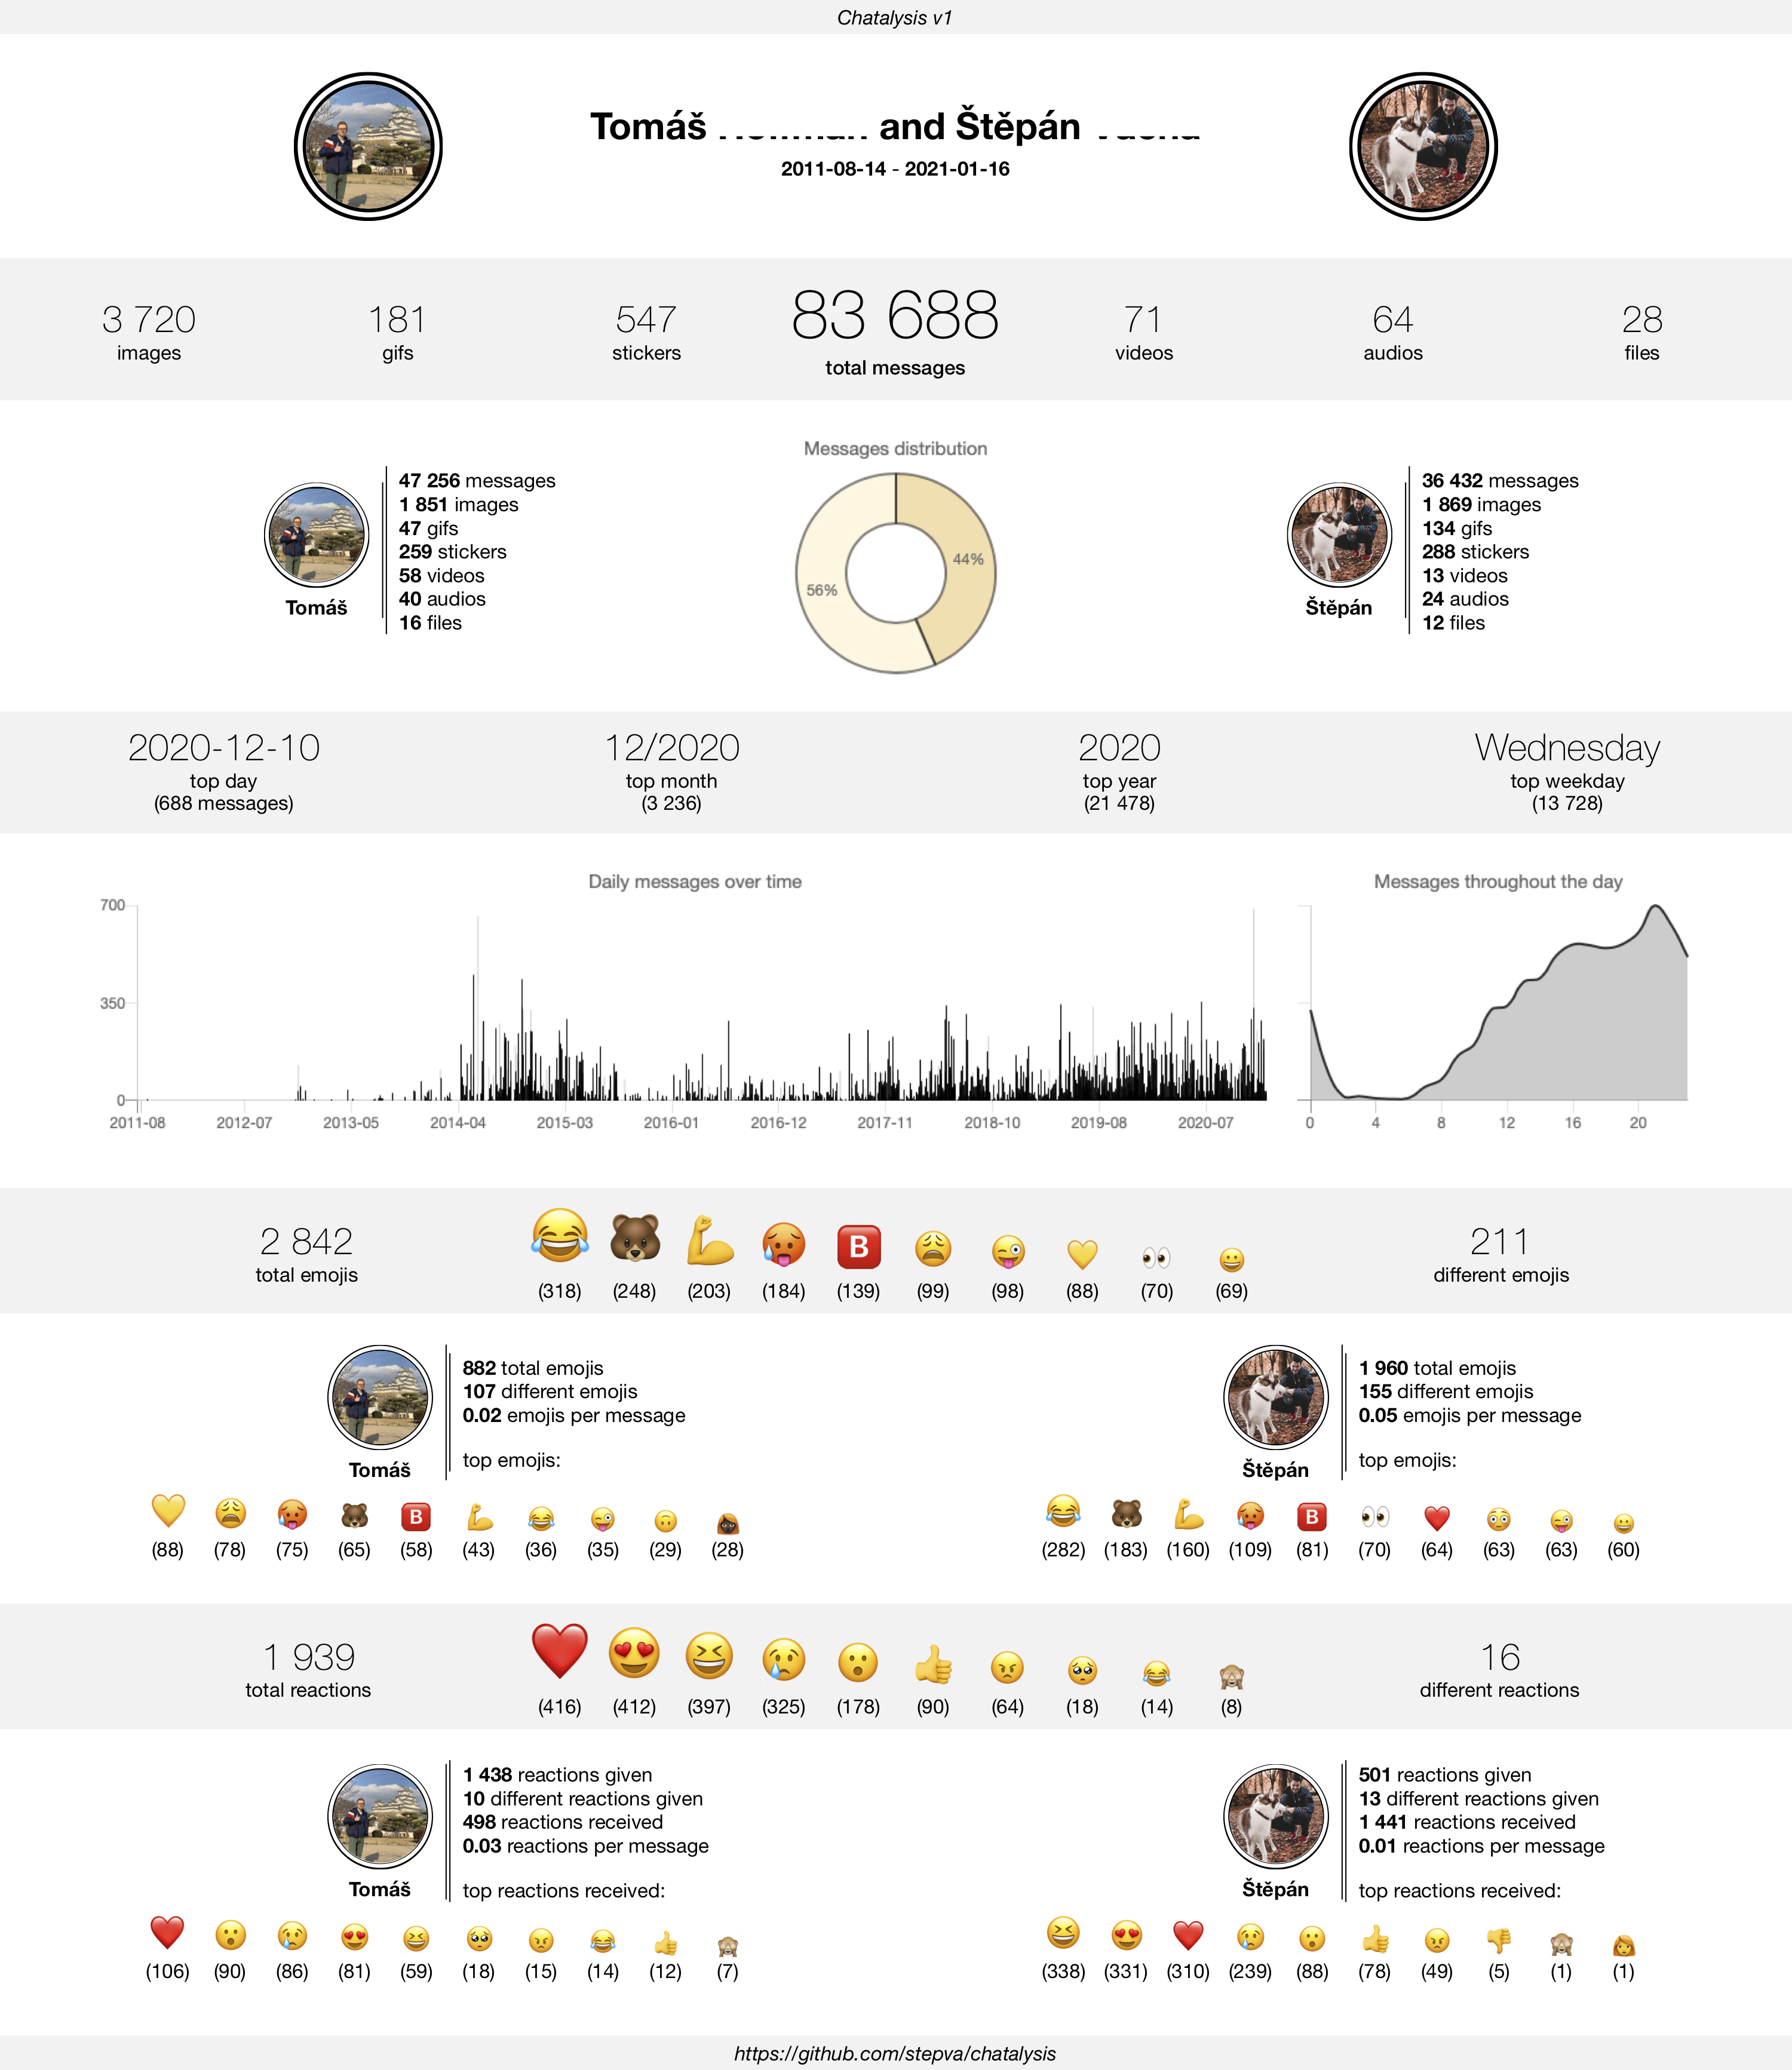 Chatalysis v1
Tomáš and Štěpán
2011-08-14 - 2021-01-16
3 720
images
181
gifs
547
stickers
83 688
total messages
71
videos
64
audios
28
files
Tomáš
47 256 messages
1 851 images
47 gifs
259 stickers
58 videos
40 audios
16 files
Messages distribution
44%
56%
Štěpán
36 432 messages
1 869 images
134 gifs
288 stickers
13 videos
24 audios
12 files
2020-12-10
top day
(688 messages)
12/2020
top month
(3 236)
2020
top year
(21 478)
Wednesday
top weekday
(13 728)
Daily messages over time
700
350
0
2011-08 2012-07 2013-05 2014-04 2015-03 2016-01 2016-12 2017-11 2018-10 2019-08 2020-07
Messages throughout the day
0 4 8 12 16 20
2 842
total emojis
B
(318) (248) (203) (184) (139) (99) (98) (88) (70) (69)
211
different emojis
Tomáš
882 total emojis
107 different emojis
0.02 emojis per message
top emojis:
B
(88) (78) (75) (65) (58) (43) (36) (35) (29) (28)
Štěpán
1 960 total emojis
155 different emojis
0.05 emojis per message
top emojis:
B
(282) (183) (160) (109) (81) (70) (64) (63) (63) (60)
1 939
total reactions
(416) (412) (397) (325) (178) (90) (64) (18) (14) (8)
16
different reactions
Tomáš
1 438 reactions given
10 different reactions given
498 reactions received
0.03 reactions per message
top reactions received:
(106) (90) (86) (81) (59) (18) (15) (14) (12) (7)
Štěpán
501 reactions given
13 different reactions given
1 441 reactions received
0.01 reactions per message
top reactions received:
(338) (331) (310) (239) (88) (78) (49) (5) (1) (1)
https://github.com/stepva/chatalysis